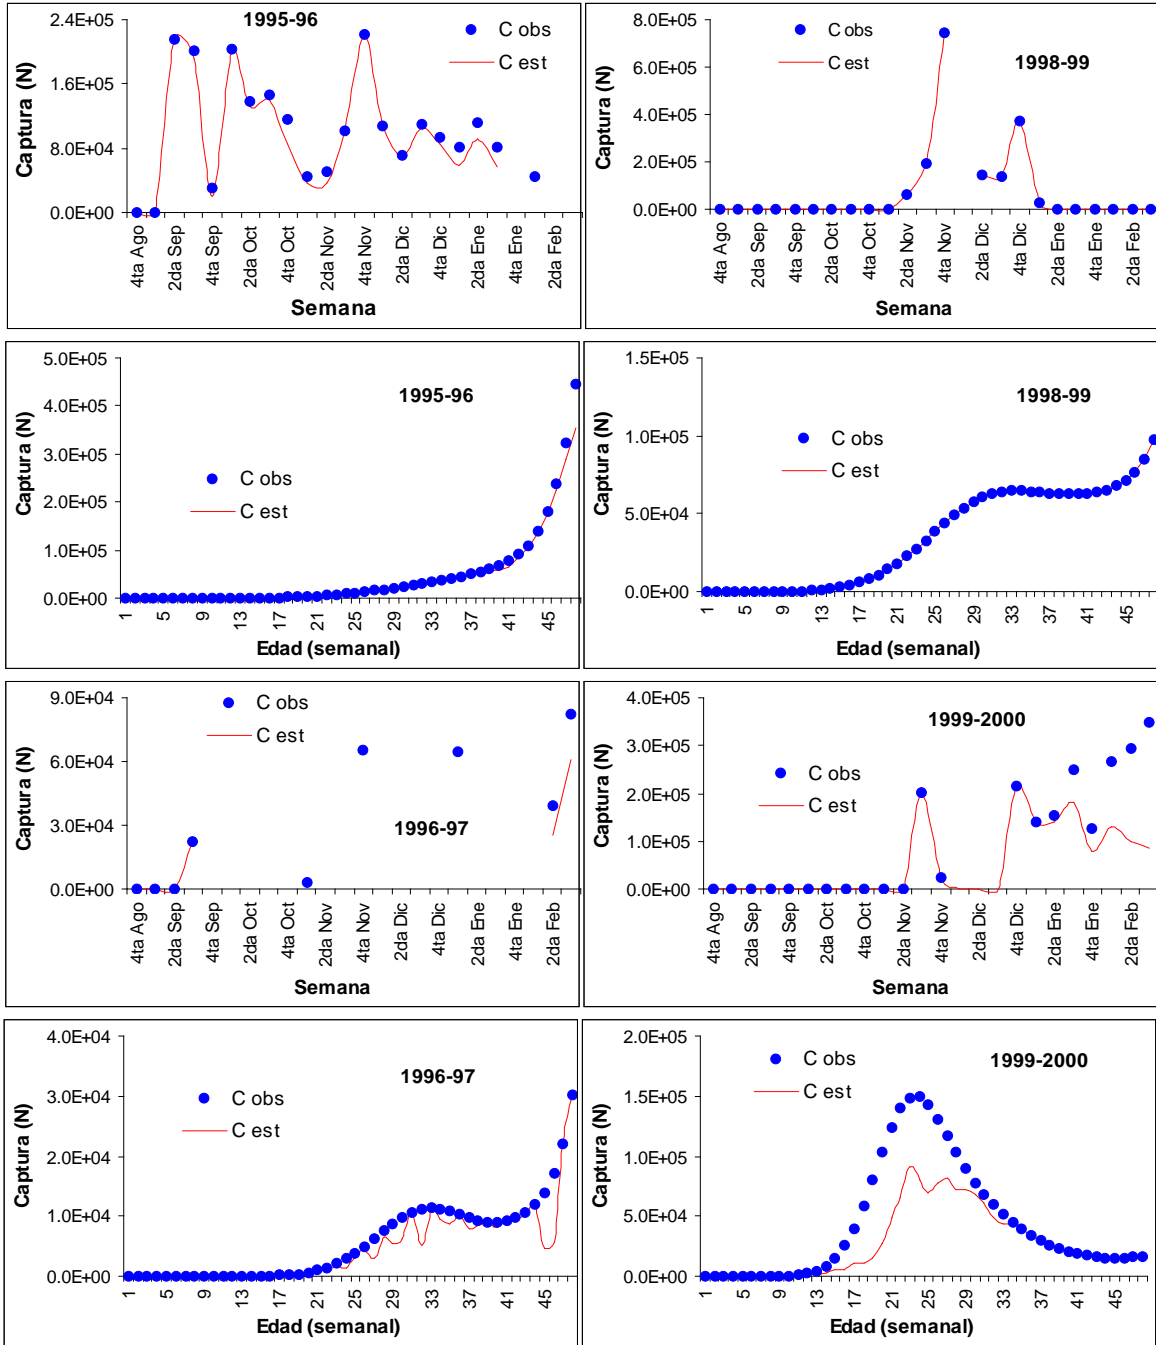 1995-96
C obs
C est
Captura (N)
2.4E+05
1.6E+05
8.0E+04
0.0E+00
4ta Ago
2da Sep
4ta Sep
2da Oct
4ta Oct
2da Nov
4ta Nov
2da Dic
4ta Dic
2da Ene
4ta Ene
2da Feb
Semana
1998-99
C obs
C est
Captura (N)
8.0E+05
6.0E+05
4.0E+05
2.0E+05
0.0E+00
4ta Ago
2da Sep
4ta Sep
2da Oct
4ta Oct
2da Nov
4ta Nov
2da Dic
4ta Dic
2da Ene
4ta Ene
2da Feb
Semana
1995-96
C obs
C est
Captura (N)
5.0E+05
4.0E+05
3.0E+05
2.0E+05
1.0E+05
0.0E+00
1
5
9
13
17
21
25
29
33
37
41
45
Edad (semanal)
1998-99
C obs
C est
Captura (N)
1.5E+05
1.0E+05
5.0E+04
0.0E+00
1
5
9
13
17
21
25
29
33
37
41
45
Edad (semanal)
1996-97
C obs
C est
Captura (N)
9.0E+04
6.0E+04
3.0E+04
0.0E+00
4ta Ago
2da Sep
4ta Sep
2da Oct
4ta Oct
2da Nov
4ta Nov
2da Dic
4ta Dic
2da Ene
4ta Ene
2da Feb
Semana
1999-2000
C obs
C est
Captura (N)
4.0E+05
3.0E+05
2.0E+05
1.0E+05
0.0E+00
4ta Ago
2da Sep
4ta Sep
2da Oct
4ta Oct
2da Nov
4ta Nov
2da Dic
4ta Dic
2da Ene
4ta Ene
2da Feb
Semana
1996-97
C obs
C est
Captura (N)
4.0E+04
3.0E+04
2.0E+04
1.0E+04
0.0E+00
1
5
9
13
17
21
25
29
33
37
41
45
Edad (semanal)
1999-2000
C obs
C est
Captura (N)
2.0E+05
1.5E+05
1.0E+05
5.0E+04
0.0E+00
1
5
9
13
17
21
25
29
33
37
41
45
Edad (semanal)